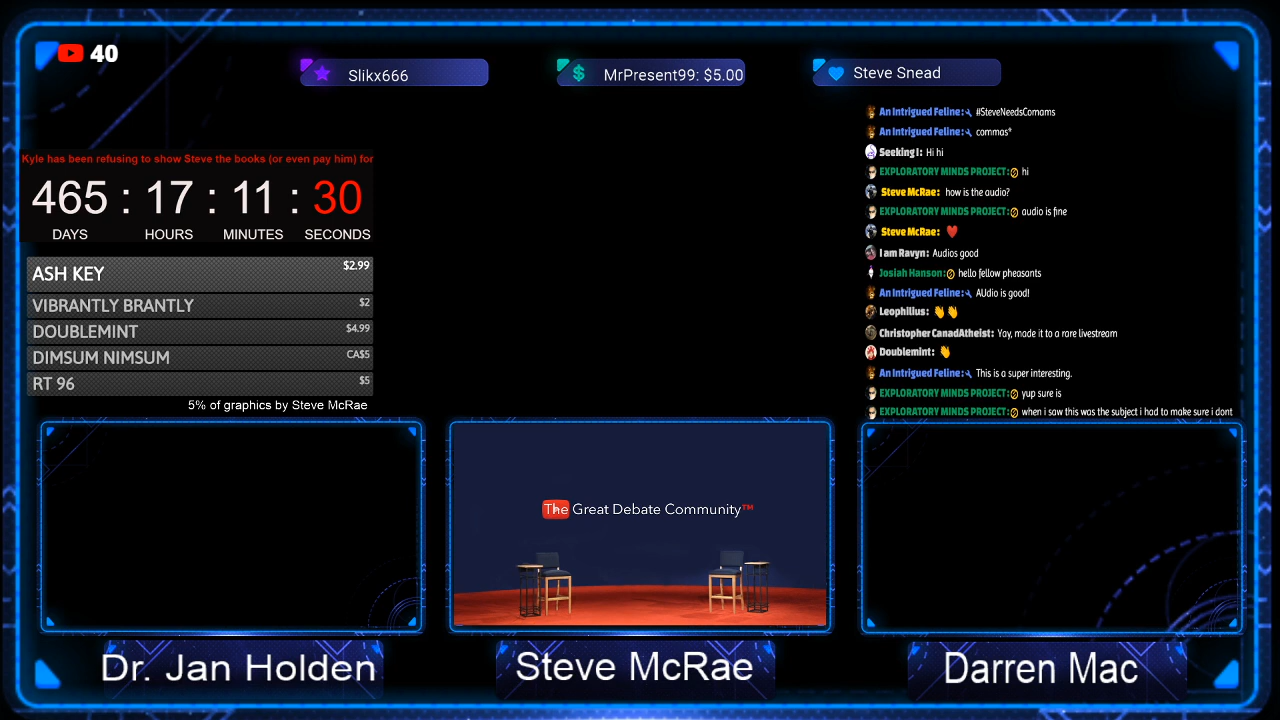 40
Slikx666
MrPresent99: $5.00
Steve Snead
Kyle has been refusing to show Steve the books (or even pay him) for
465 : 17 : 11 : 30
DAYS HOURS MINUTES SECONDS
ASH KEY $2.99
VIBRANTLY BRANTLY $2
DOUBLEMINT $4.99
DIMSUM NIMSUM CA$5
RT 96 $5
5% of graphics by Steve McRae
An Intrigued Feline: #SteveNeedsComams
An Intrigued Feline: commas*
Seeking I: Hi hi
EXPLORATORY MINDS PROJECT: hi
Steve McRae: how is the audio?
EXPLORATORY MINDS PROJECT: audio is fine
Steve McRae: ❤️
I am Ravyn: Audios good
Josiah Hanson: hello fellow pheasants
An Intrigued Feline: AUdio is good!
Leophilius: 👋 👋
Christopher CanadAtheist: Yay, made it to a rare livestream
Doublemint: 👋
An Intrigued Feline: This is a super interesting.
EXPLORATORY MINDS PROJECT: yup sure is
EXPLORATORY MINDS PROJECT: when i saw this was the subject i had to make sure i dont
The Great Debate Community™
Dr. Jan Holden
Steve McRae
Darren Mac